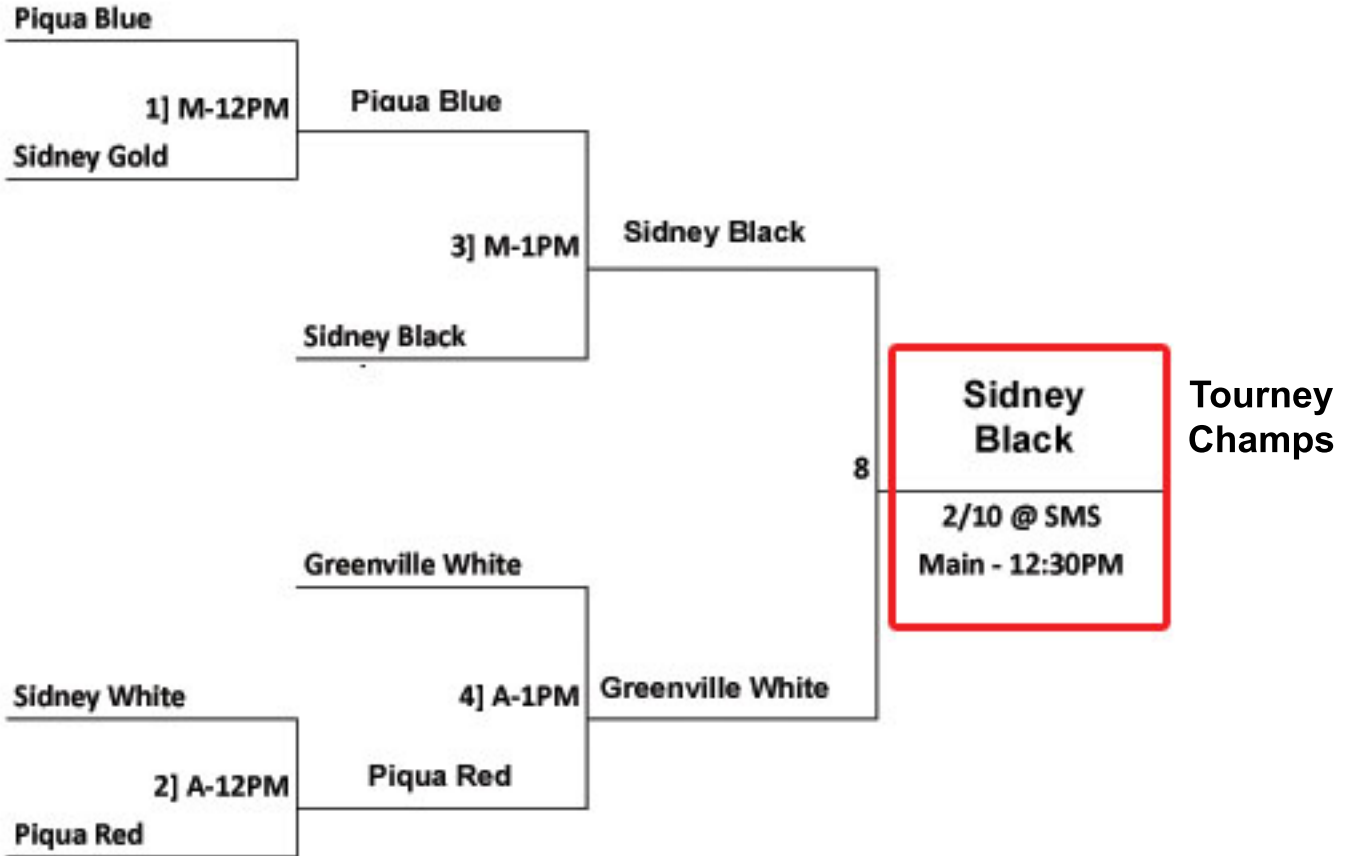 Piqua Blue
1] M-12PM
Piqua Blue
Sidney Gold
3] M-1PM
Sidney Black
Sidney Black
Sidney
Black
Tourney
Champs
8
2/10 @ SMS
Main - 12:30PM
Greenville White
Sidney White
4] A-1PM
Greenville White
2] A-12PM
Piqua Red
Piqua Red